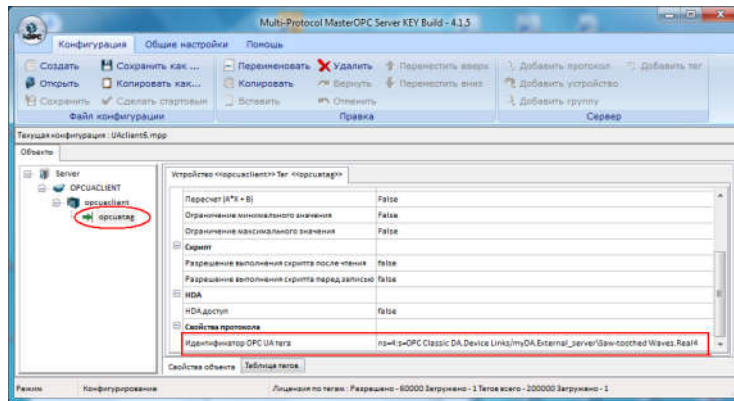 Multi-Protocol MasterOPC Server KEY Build - 4.1.5
Конфигурация Общие настройки Помощь
Создать Сохранить как ... Переименовать Удалить Переместить вверх Добавить протокол Добавить тег
Открыть Копировать как... Копировать Вернуть Переместить вниз Добавить устройство
Сохранить Сделать стартовым Вставить Отменить Добавить группу
Файл конфигурации Правка Сервер
Текущая конфигурация : UAclient6.mpp
Объекты
Server
OPCUACLIENT
opcuaclient
opcuatag
Устройство <<opcuaclient>> Тег <<opcuatag>>
Пересчет (A*X + B) False
Ограничение минимального значения False
Ограничение максимального значения False
Скрипт
Разрешение выполнения скрипта после чтения false
Разрешение выполнения скрипта перед записью false
HDA
HDA доступ false
Свойства протокола
Идентификатор OPC UA тега ns=4:s=OPC Classic DA.Device Links/myDA.External_server\Saw-toothed Waves.Real4
Свойства объекта Таблица тегов
Режим Конфигурирование Лицензия по тегам : Разрешено - 60000 Загружено - 1 Тегов всего - 200000 Загружено - 1